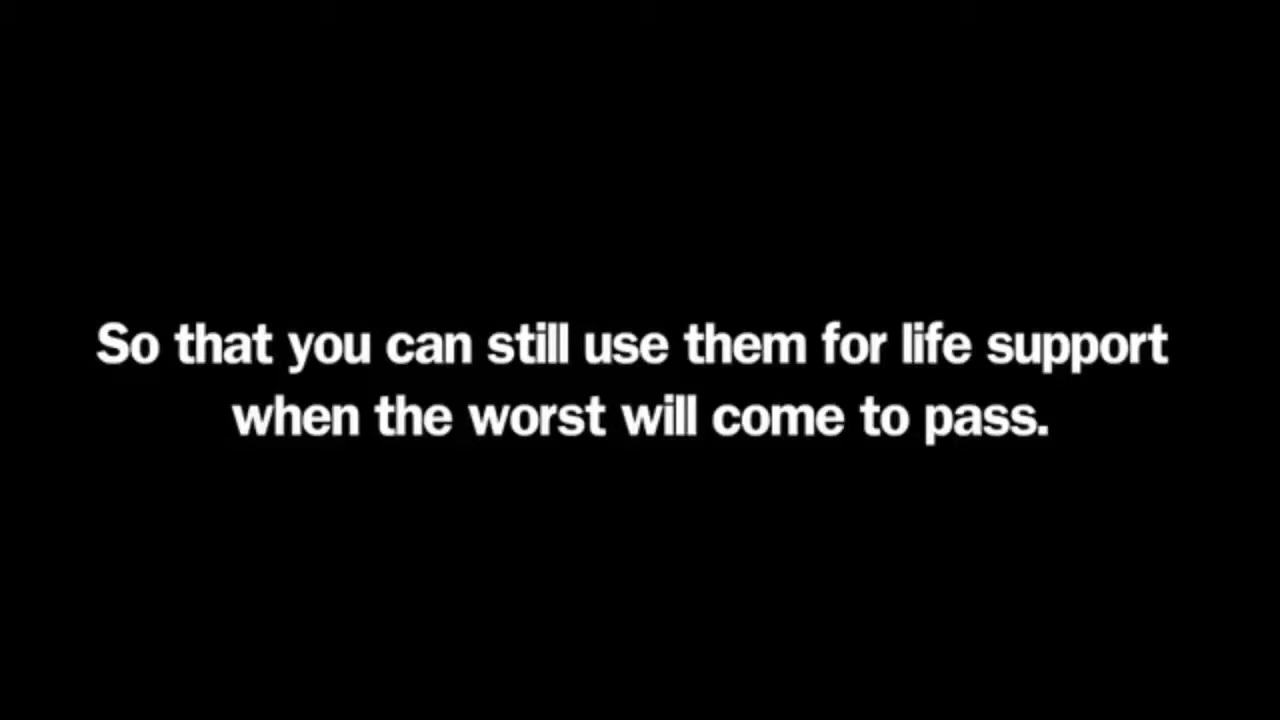 So that you can still use them for life support
when the worst will come to pass.